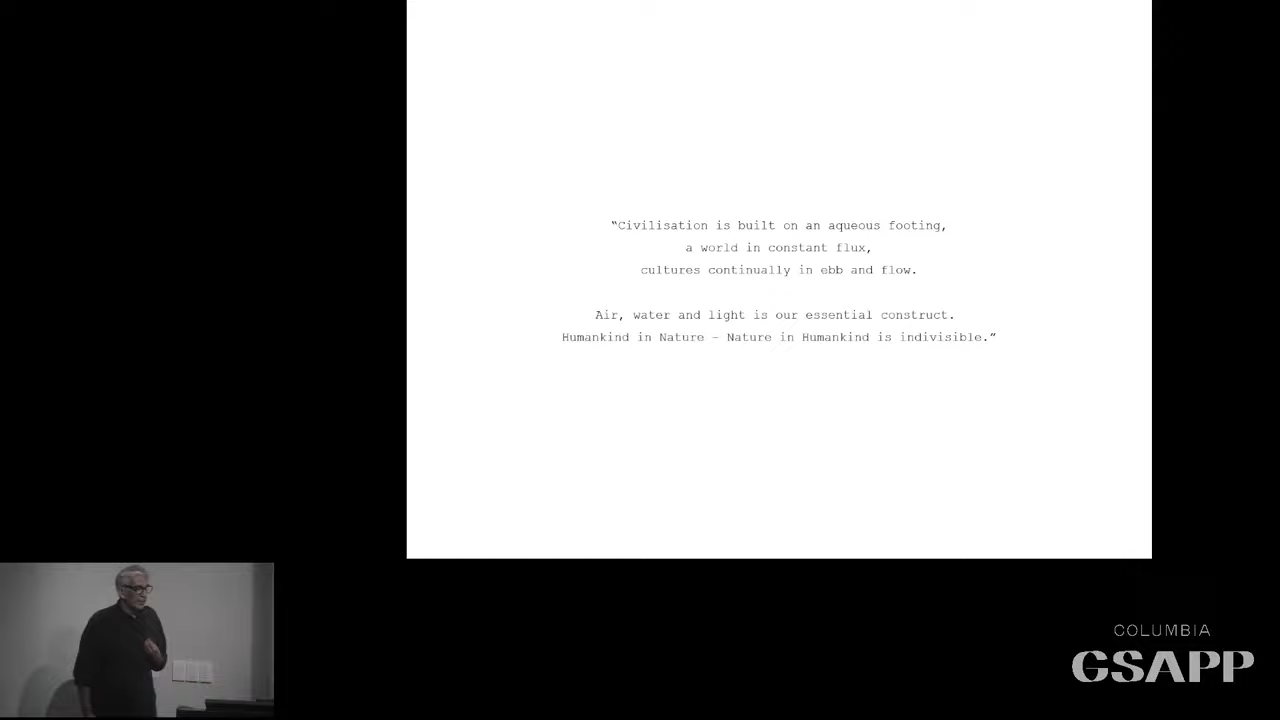 “Civilisation is built on an aqueous footing,
a world in constant flux,
cultures continually in ebb and flow.
Air, water and light is our essential construct.
Humankind in Nature – Nature in Humankind is indivisible.”
COLUMBIA
GSAPP